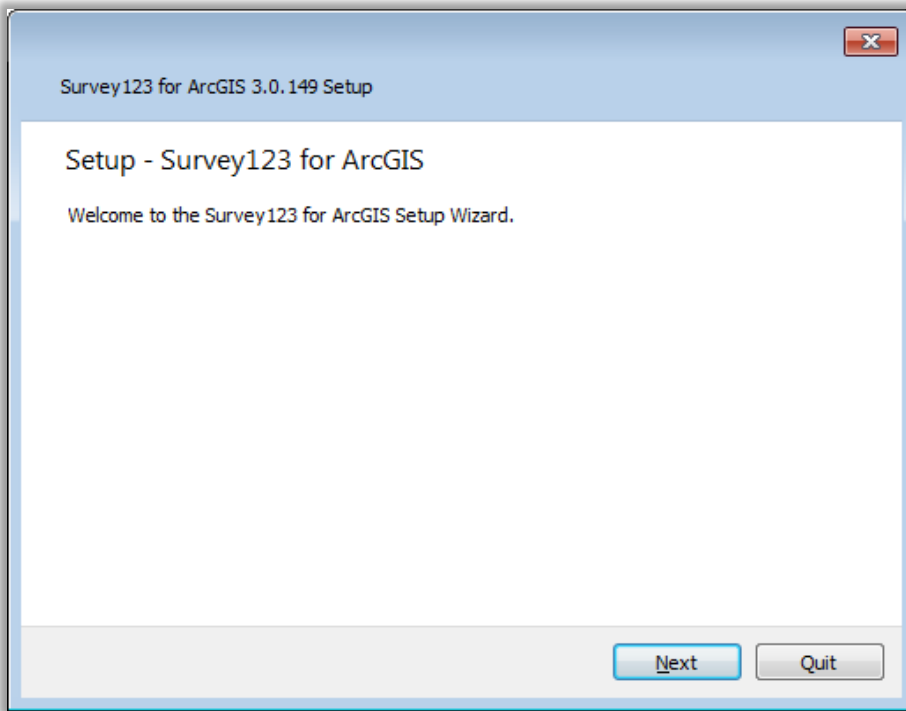 Survey123 for ArcGIS 3.0.149 Setup
Setup - Survey123 for ArcGIS
Welcome to the Survey123 for ArcGIS Setup Wizard.
Next Quit